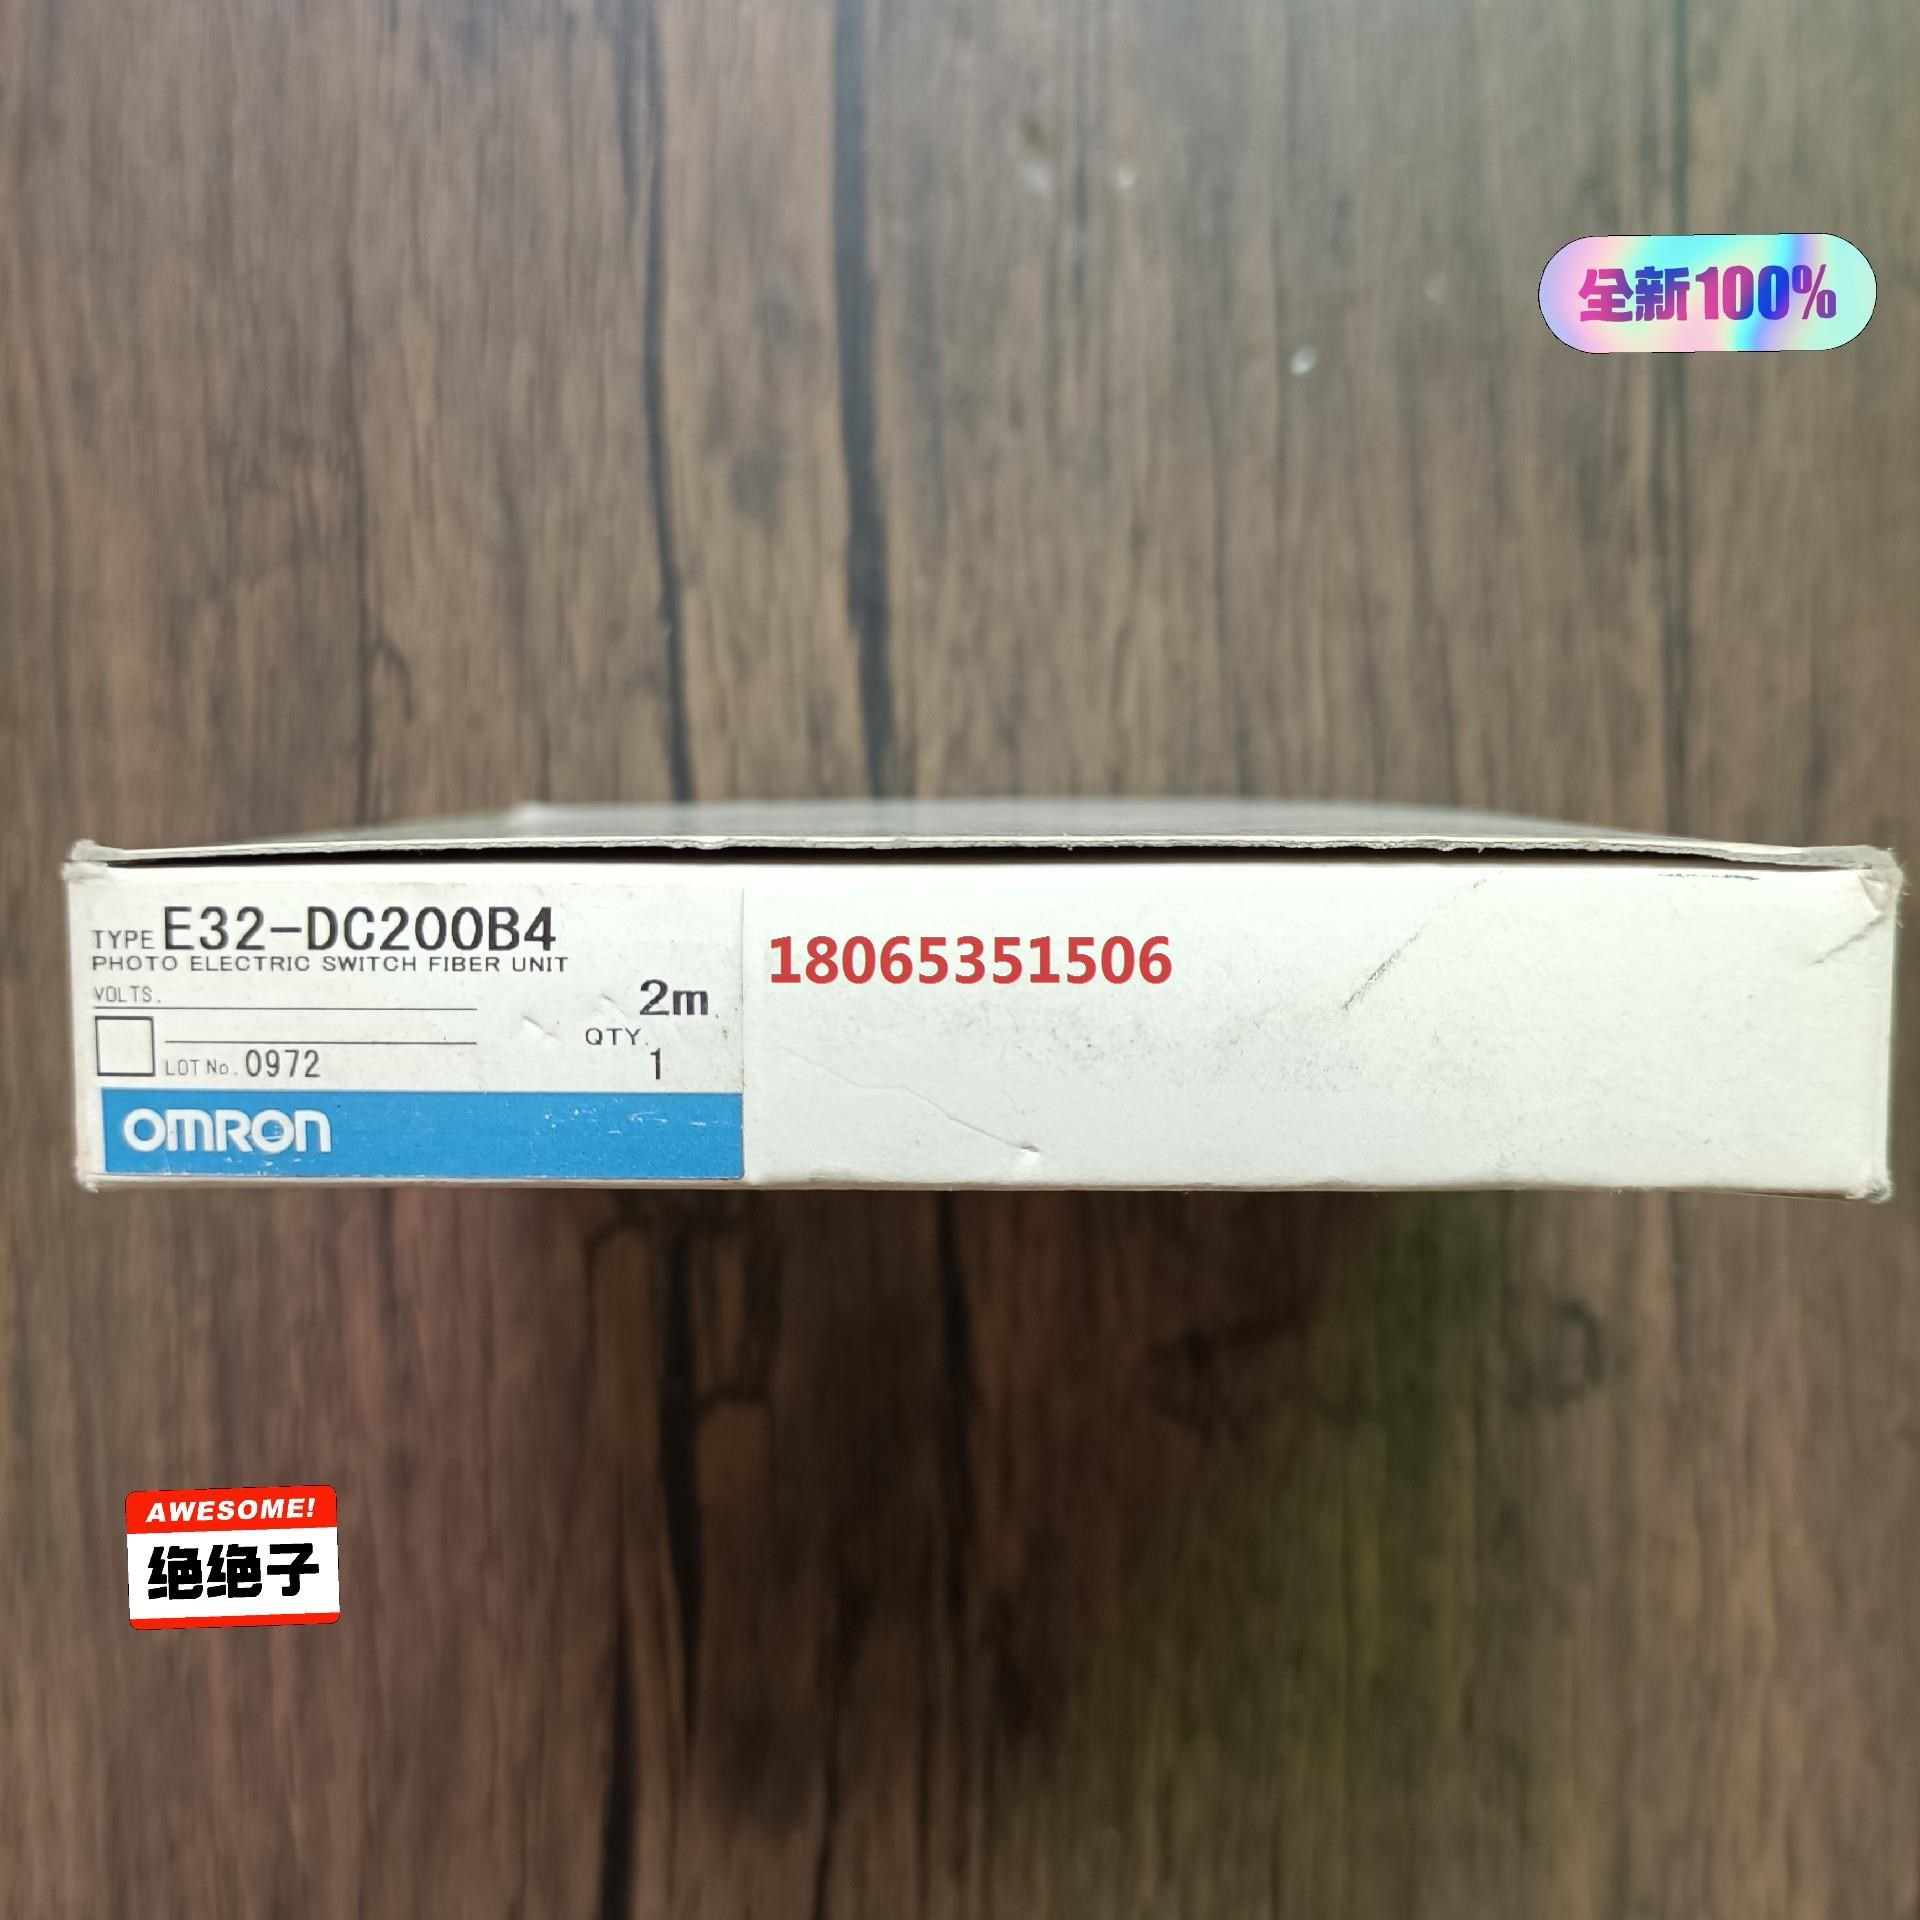 全新100%
TYPE E32-DC200B4
PHOTO ELECTRIC SWITCH FIBER UNIT
VOLTS.
2m
QTY.
1
LOT No. 0972
OMRON
18065351506
AWESOME!
绝绝子